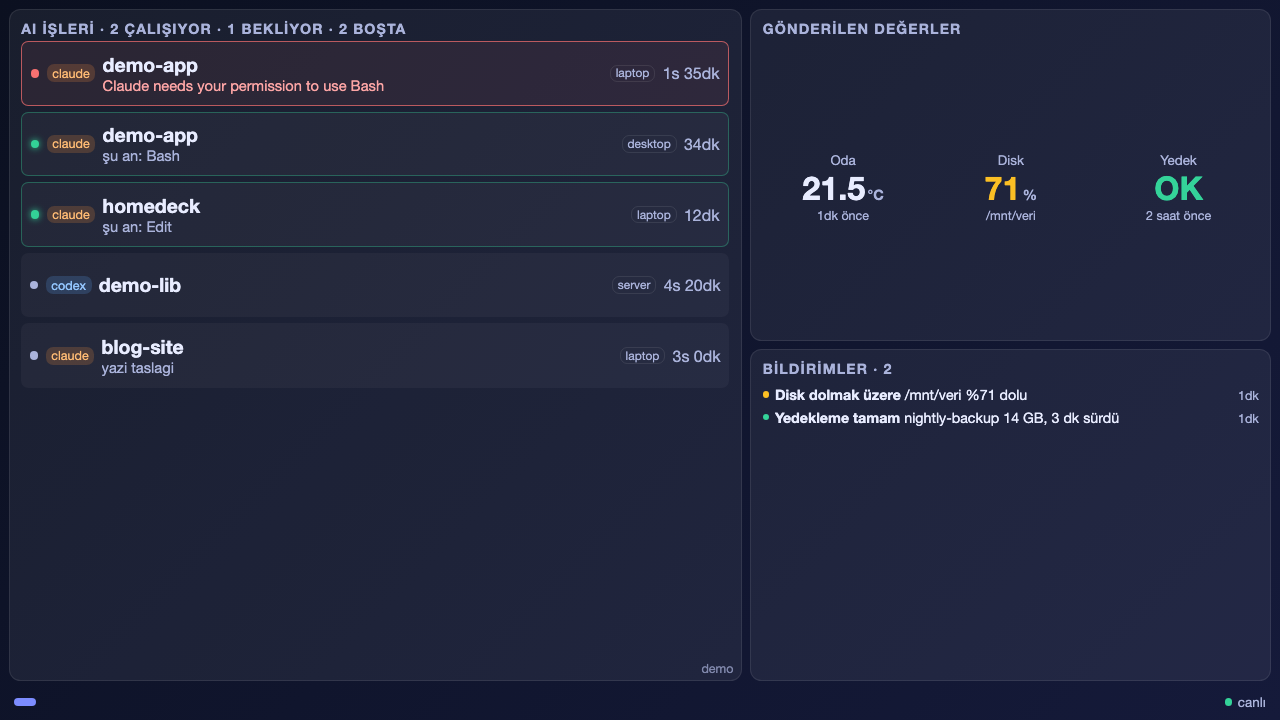 AI İŞLERİ · 2 ÇALIŞIYOR · 1 BEKLİYOR · 2 BOŞTA
claude demo-app laptop 1s 35dk
Claude needs your permission to use Bash
claude demo-app desktop 34dk
şu an: Bash
claude homedeck laptop 12dk
şu an: Edit
codex demo-lib server 4s 20dk
claude blog-site laptop 3s 0dk
yazi taslagi
demo
GÖNDERİLEN DEĞERLER
Oda Disk Yedek
21.5 °C 71 % OK
1dk önce /mnt/veri 2 saat önce
BİLDİRİMLER · 2
Disk dolmak üzere /mnt/veri %71 dolu 1dk
Yedekleme tamam nightly-backup 14 GB, 3 dk sürdü 1dk
canlı